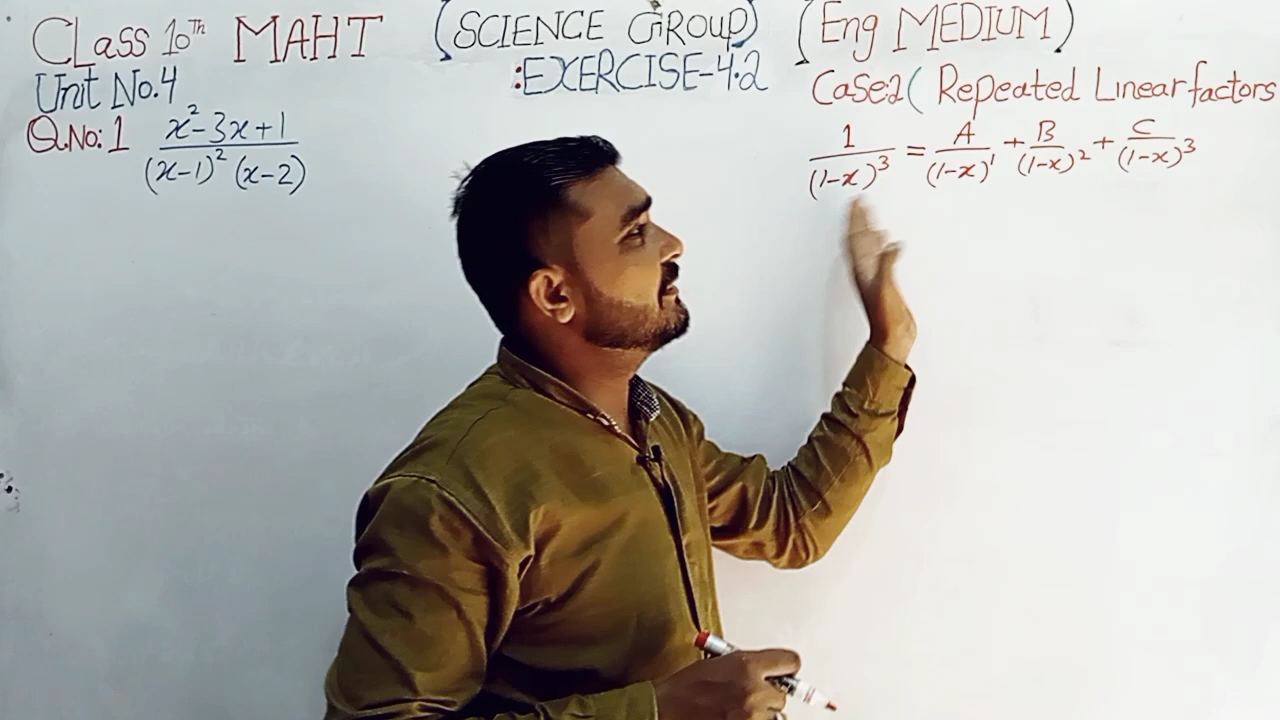 CLass 10th MAHT (SCIENCE GROUP) (Eng MEDIUM)
Unit No.4 :EXERCISE-4.2 Case:2( Repeated Linear factors
Q.No: 1 x²-3x+1/(x-1)²(x-2) 1/(1-x)³ = A/(1-x)¹ + B/(1-x)² + C/(1-x)³